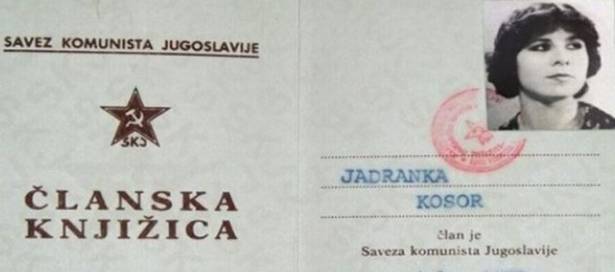 SAVEZ KOMUNISTA JUGOSLAVIJE
SKJ
ČLANSKA
KNJIŽICA
JADRANKA
KOSOR
član je
Saveza komunista Jugoslavije